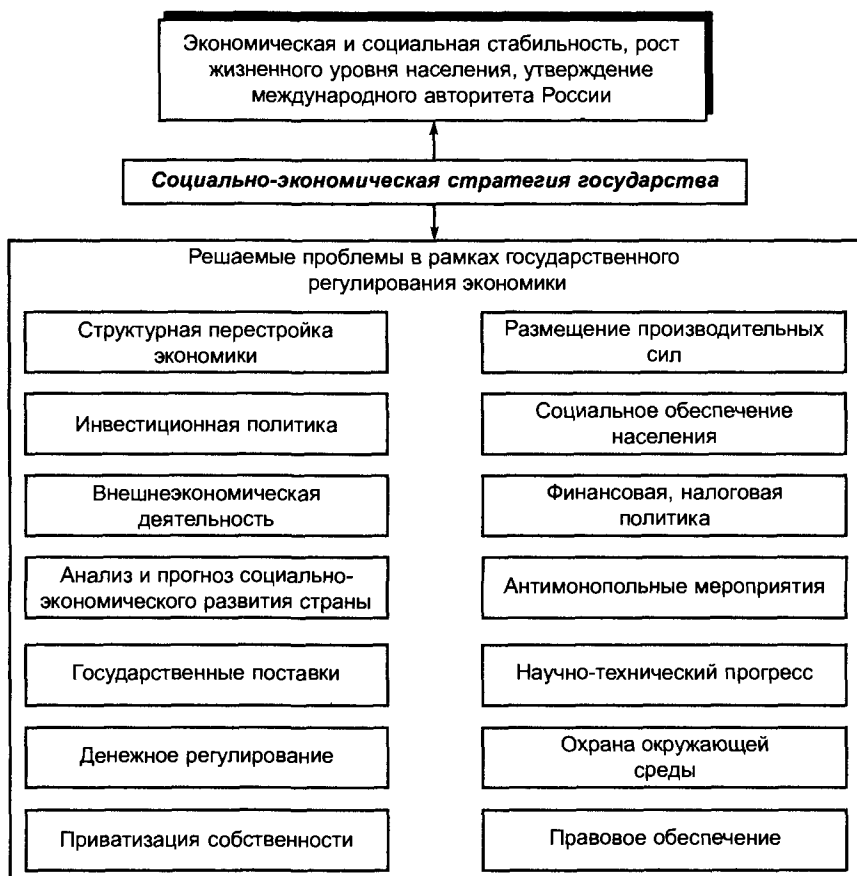 Экономическая и социальная стабильность, рост
жизненного уровня населения, утверждение
международного авторитета России
Социально-экономическая стратегия государства
Решаемые проблемы в рамках государственного
регулирования экономики
Структурная перестройка
экономики
Размещение производительных
сил
Инвестиционная политика
Социальное обеспечение
населения
Внешнеэкономическая
деятельность
Финансовая, налоговая
политика
Анализ и прогноз социально-
экономического развития страны
Антимонопольные мероприятия
Государственные поставки
Научно-технический прогресс
Денежное регулирование
Охрана окружающей
среды
Приватизация собственности
Правовое обеспечение